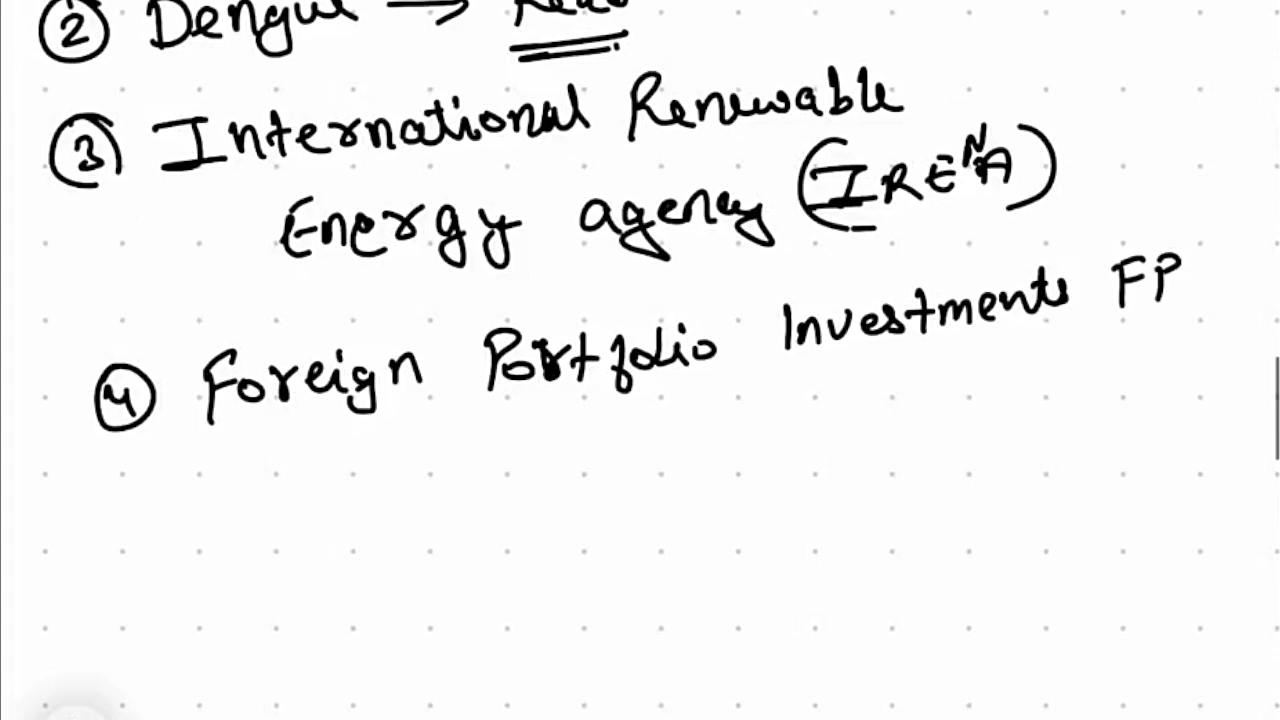 ② Dengue →
③ International Renewable
Energy agency (IRENA)
④ Foreign Portfolio Investments FP